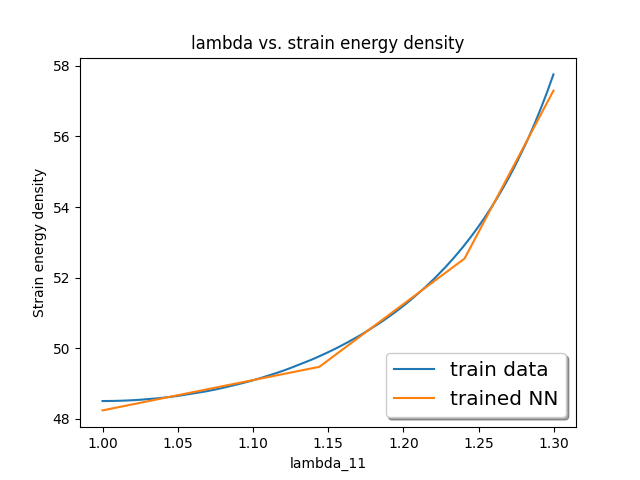 lambda vs. strain energy density
Strain energy density
58
56
54
52
50
48
train data
trained NN
1.00 1.05 1.10 1.15 1.20 1.25 1.30
lambda_11